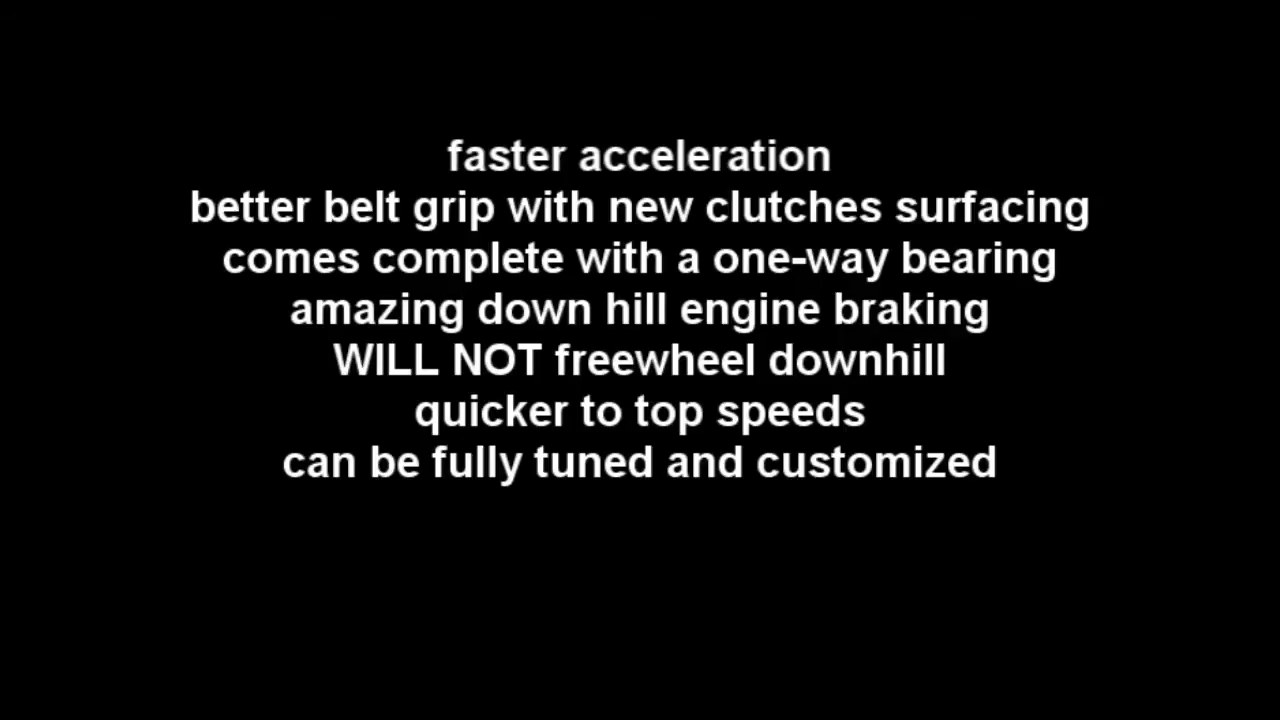 faster acceleration
better belt grip with new clutches surfacing
comes complete with a one-way bearing
amazing down hill engine braking
WILL NOT freewheel downhill
quicker to top speeds
can be fully tuned and customized